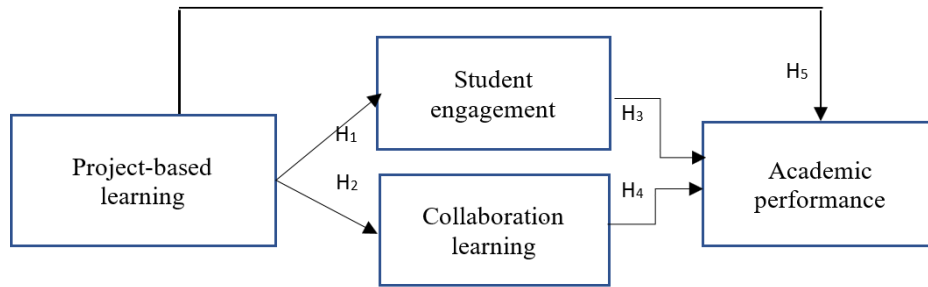 Project-based
learning
H₁
H₂
Student
engagement
Collaboration
learning
H₃
H₄
H₅
Academic
performance